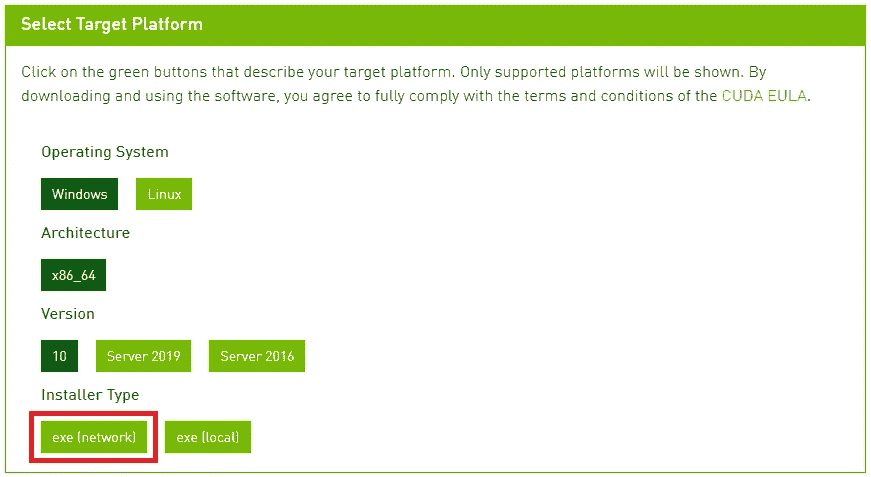 Select Target Platform
Click on the green buttons that describe your target platform. Only supported platforms will be shown. By
downloading and using the software, you agree to fully comply with the terms and conditions of the CUDA EULA.
Operating System
Windows Linux
Architecture
x86_64
Version
10 Server 2019 Server 2016
Installer Type
exe (network) exe (local)